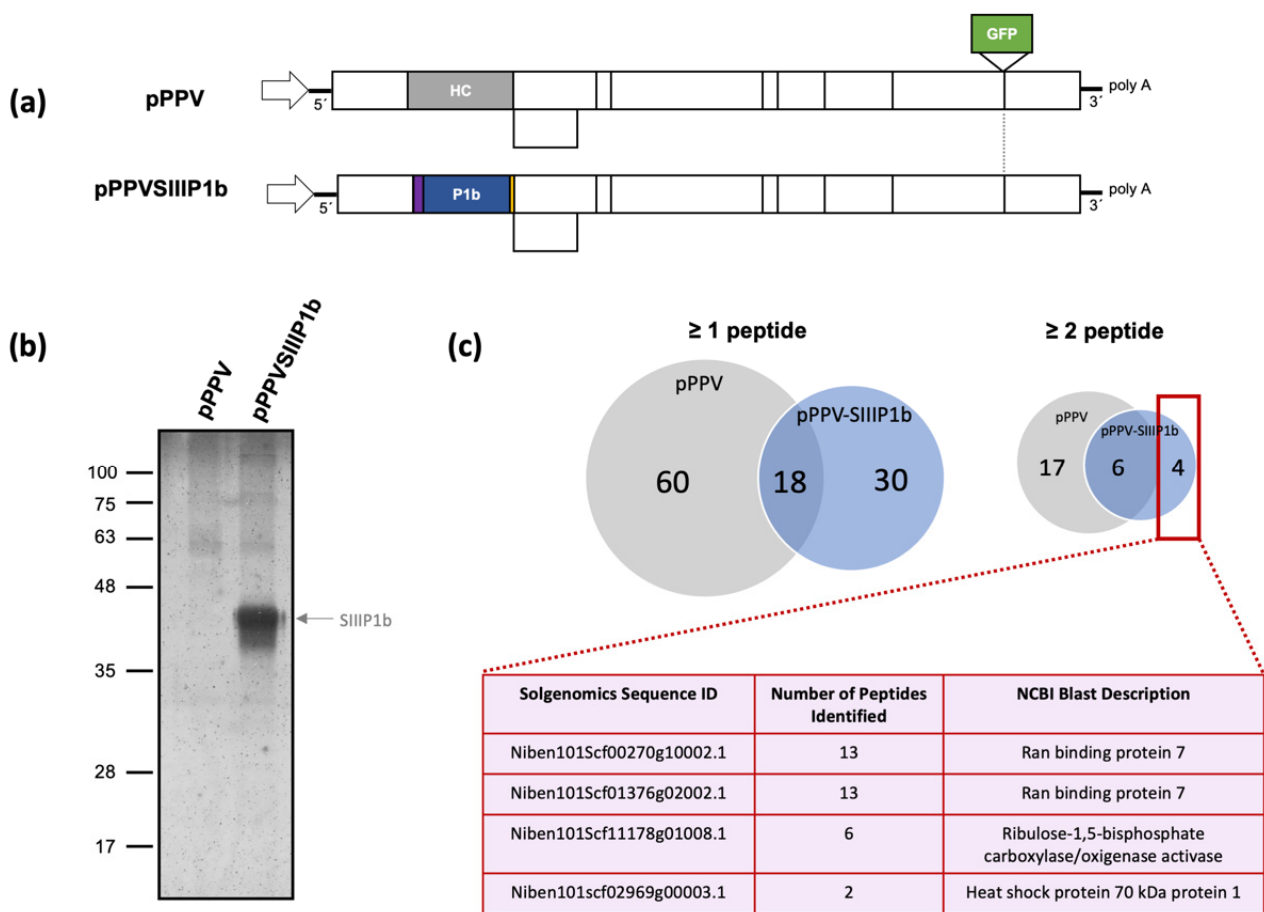 (a)
pPPV
5´
HC
GFP
3´
poly A
pPPVSIIIP1b
5´
P1b
3´
poly A
(b)
pPPV
pPPVSIIIP1b
100
75
63
48
35
28
17
SIIIP1b
(c)
≥ 1 peptide
pPPV
pPPV-SIIIP1b
60
18
30
≥ 2 peptide
pPPV
pPPV-SIIIP1b
17
6
4
Solgenomics Sequence ID
Number of Peptides
Identified
NCBI Blast Description
Niben101Scf00270g10002.1
13
Ran binding protein 7
Niben101Scf01376g02002.1
13
Ran binding protein 7
Niben101Scf11178g01008.1
6
Ribulose-1,5-bisphosphate
carboxylase/oxigenase activase
Niben101scf02969g00003.1
2
Heat shock protein 70 kDa protein 1